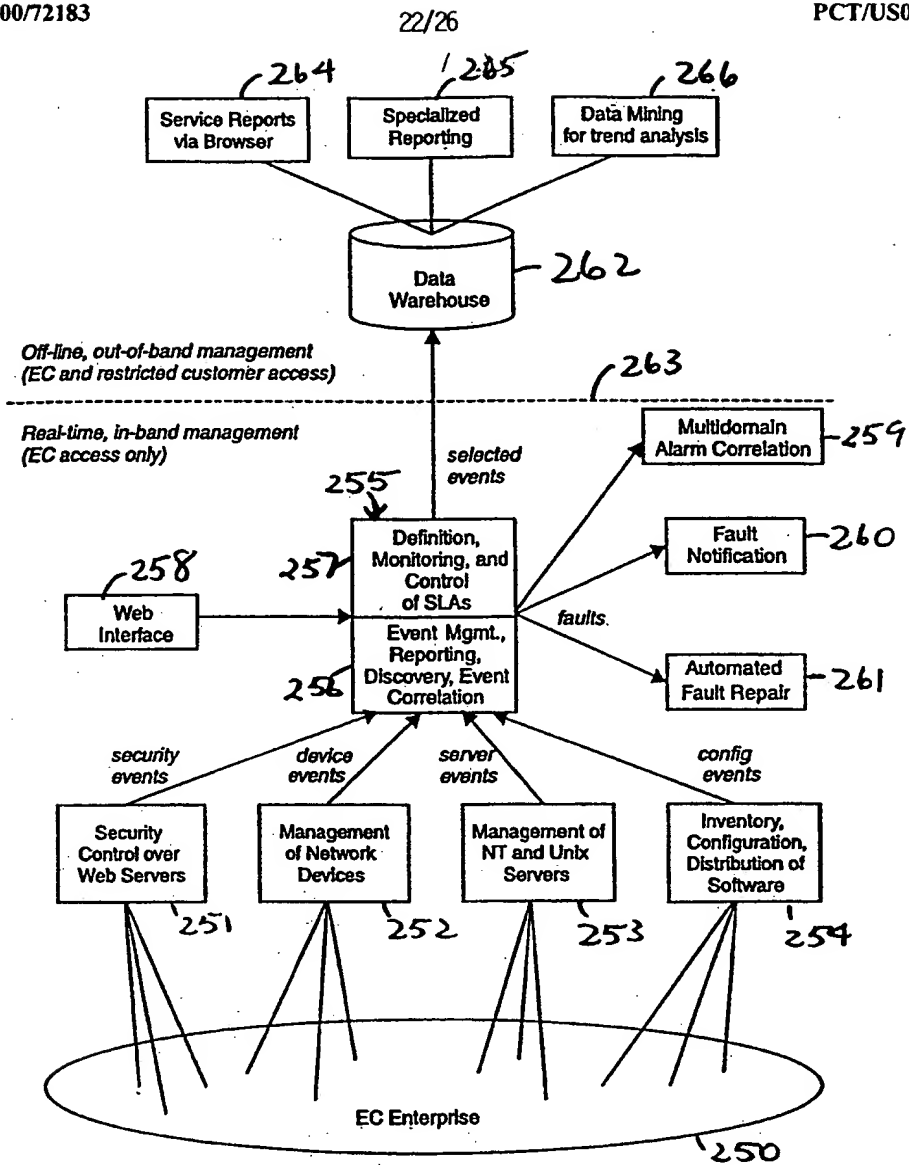 00/72183
22/26
PCT/US0
264
265
266
Service Reports
via Browser
Specialized
Reporting
Data Mining
for trend analysis
Data
Warehouse
262
Off-line, out-of-band management
(EC and restricted customer access)
263
Real-time, in-band management
(EC access only)
selected
events
Multidomain
Alarm Correlation
259
255
257
Definition,
Monitoring, and
Control
of SLAs
Fault
Notification
260
258
Web
Interface
faults.
256
Event Mgmt.,
Reporting,
Discovery, Event
Correlation
Automated
Fault Repair
261
security
events
device
events
server
events
config
events
Security
Control over
Web Servers
Management
of Network
Devices
Management of
NT and Unix
Servers
Inventory,
Configuration,
Distribution of
Software
251
252
253
254
EC Enterprise
250